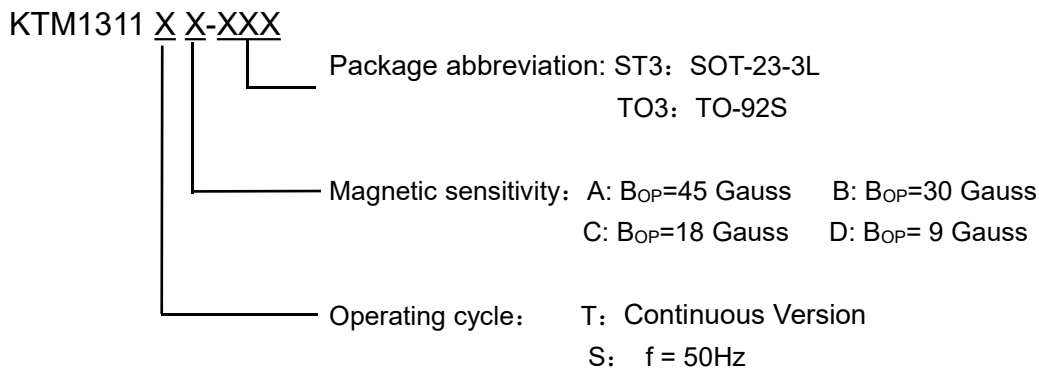 KTM1311 X X-XXX
Package abbreviation: ST3：SOT-23-3L
TO3：TO-92S
Magnetic sensitivity：A: BOP=45 Gauss B: BOP=30 Gauss
C: BOP=18 Gauss D: BOP= 9 Gauss
Operating cycle： T：Continuous Version
S： f = 50Hz